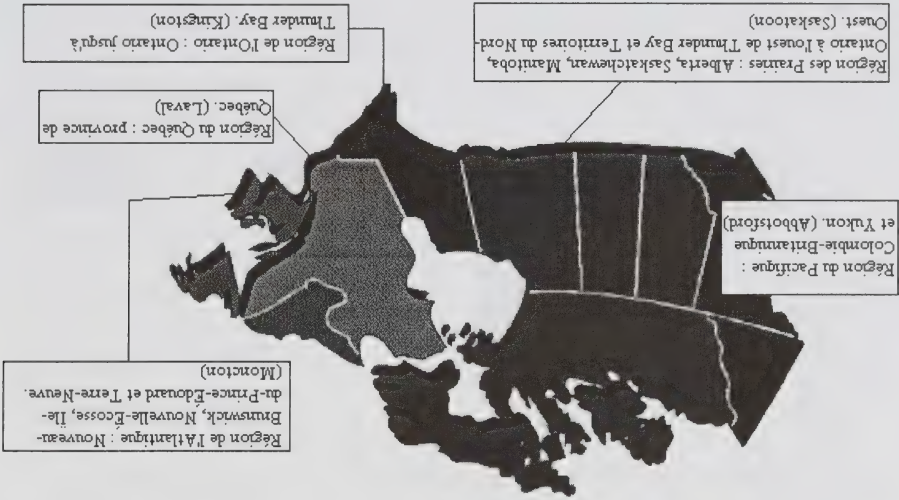 Région de l'Atlantique : Nouveau-
Brunswick, Nouvelle-Écosse, Île-
du-Prince-Édouard et Terre-Neuve.
(Moncton)
Région du Pacifique :
Colombie-Britannique
et Yukon. (Abbotsford)
Région du Québec : province de
Québec. (Laval)
Région des Prairies : Alberta, Saskatchewan, Manitoba,
Ontario à l'ouest de Thunder Bay et Territoires du Nord-
Ouest. (Saskatoon)
Région de l'Ontario : Ontario jusqu'à
Thunder Bay. (Kingston)